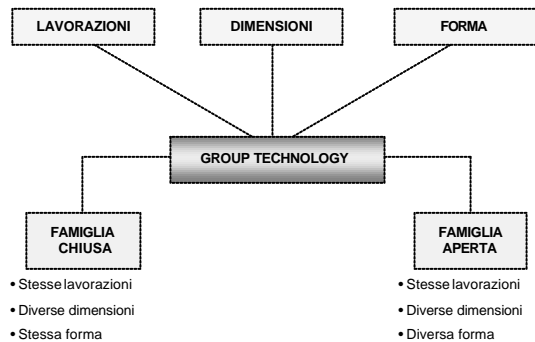 LAVORAZIONI
DIMENSIONI
FORMA
GROUP TECHNOLOGY
FAMIGLIA
CHIUSA
• Stesse lavorazioni
• Diverse dimensioni
• Stessa forma
FAMIGLIA
APERTA
• Stesse lavorazioni
• Diverse dimensioni
• Diversa forma